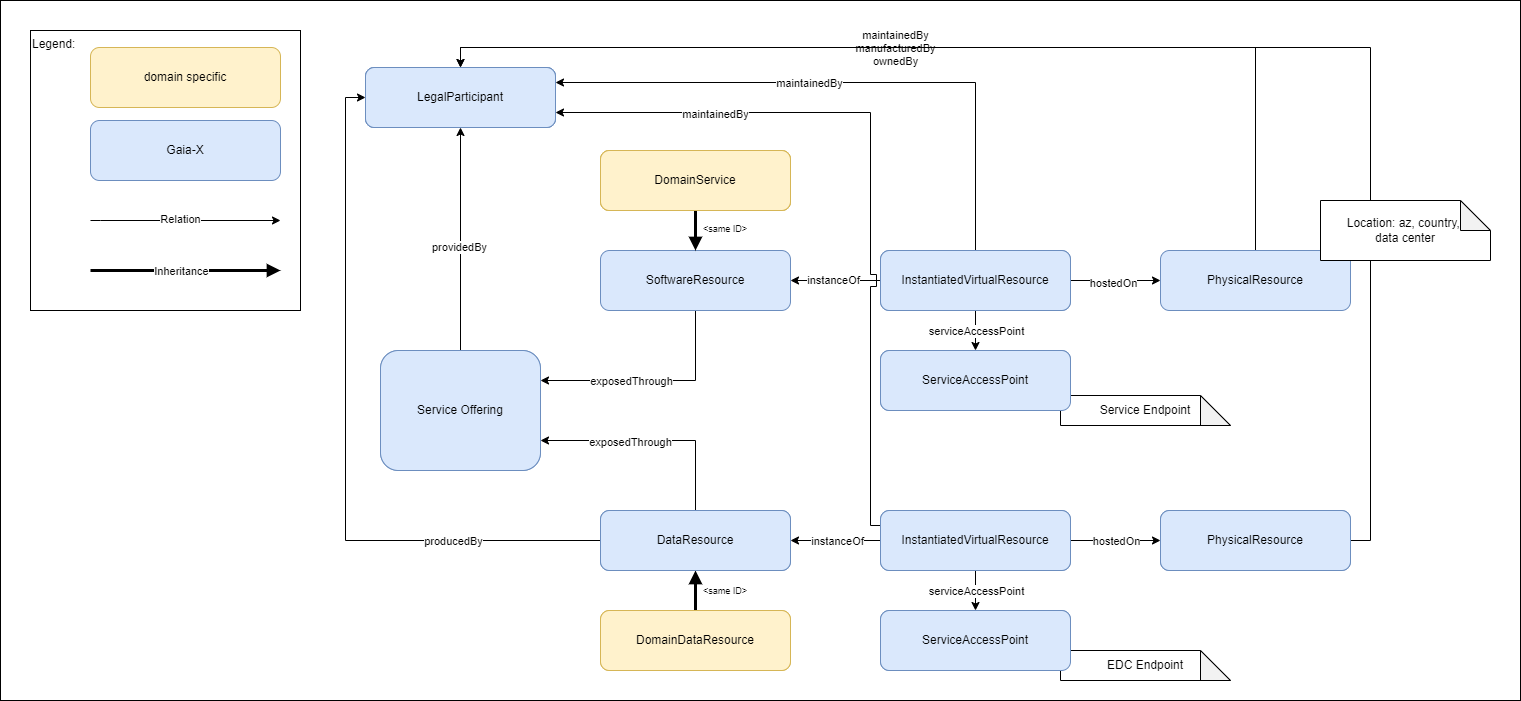 Legend:
domain specific
Gaia-X
Relation
Inheritance
maintainedBy
manufacturedBy
ownedBy
LegalParticipant
maintainedBy
maintainedBy
DomainService
<same ID>
Location: az, country,
data center
providedBy
SoftwareResource
instanceOf
InstantiatedVirtualResource
hostedOn
PhysicalResource
serviceAccessPoint
exposedThrough
ServiceAccessPoint
Service Offering
Service Endpoint
exposedThrough
producedBy
DataResource
instanceOf
InstantiatedVirtualResource
hostedOn
PhysicalResource
<same ID>
serviceAccessPoint
DomainDataResource
ServiceAccessPoint
EDC Endpoint